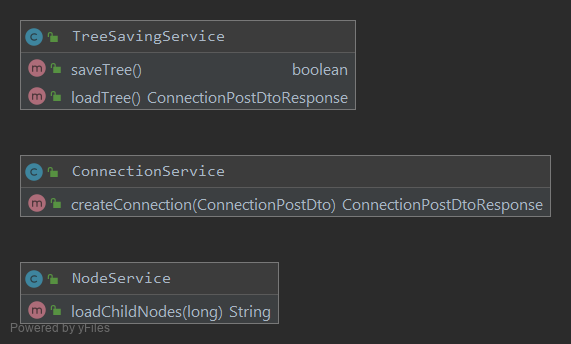 C TreeSavingService
m saveTree() boolean
m loadTree() ConnectionPostDtoResponse
C ConnectionService
m createConnection(ConnectionPostDto) ConnectionPostDtoResponse
C NodeService
m loadChildNodes(long) String
Powered by yFiles